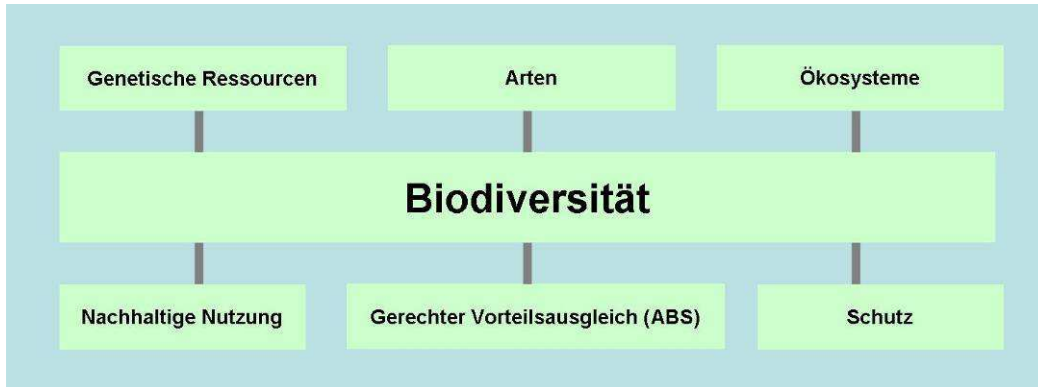 Genetische Ressourcen
Arten
Ökosysteme
Biodiversität
Nachhaltige Nutzung
Gerechter Vorteilsausgleich (ABS)
Schutz